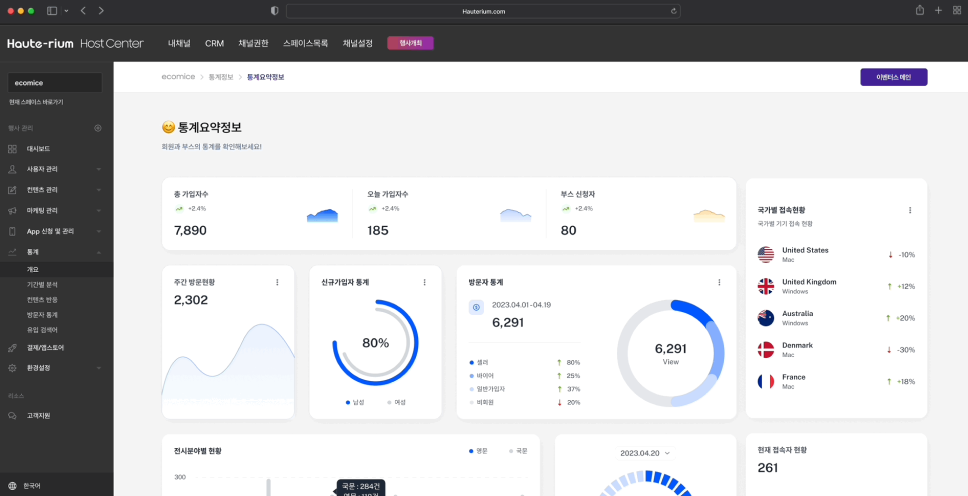 Hauterium.com
Haute-rium Host Center
내채널
CRM
채널권한
스페이스목록
채널설정
행사개최
ecomice
현재 스페이스 바로가기
행사 관리
대시보드
사용자 관리
컨텐츠 관리
마케팅 관리
App 신청 및 관리
통계
개요
기간별 분석
컨텐츠 반응
방문자 통계
유입 검색어
결제/앱스토어
환경설정
리소스
고객지원
한국어
ecomice > 통계정보 > 통계요약정보
이벤터스 메인
통계요약정보
회원과 부스의 통계를 확인해보세요!
총 가입자수
+2.4%
7,890
오늘 가입자수
+2.4%
185
부스 신청자
+2.4%
80
국가별 접속현황
국가별 기기 접속 현황
United States
Mac
-10%
United Kingdom
Windows
+12%
Australia
Windows
+20%
Denmark
Mac
-30%
France
Mac
+18%
주간 방문현황
2,302
신규가입자 통계
80%
남성
여성
방문자 통계
2023.04.01-04.19
6,291
셀러
80%
바이어
25%
일반가입자
37%
비회원
20%
6,291
View
전시분야별 현황
영문
국문
300
국문 : 284건
2023.04.20
현재 접속자 현황
261